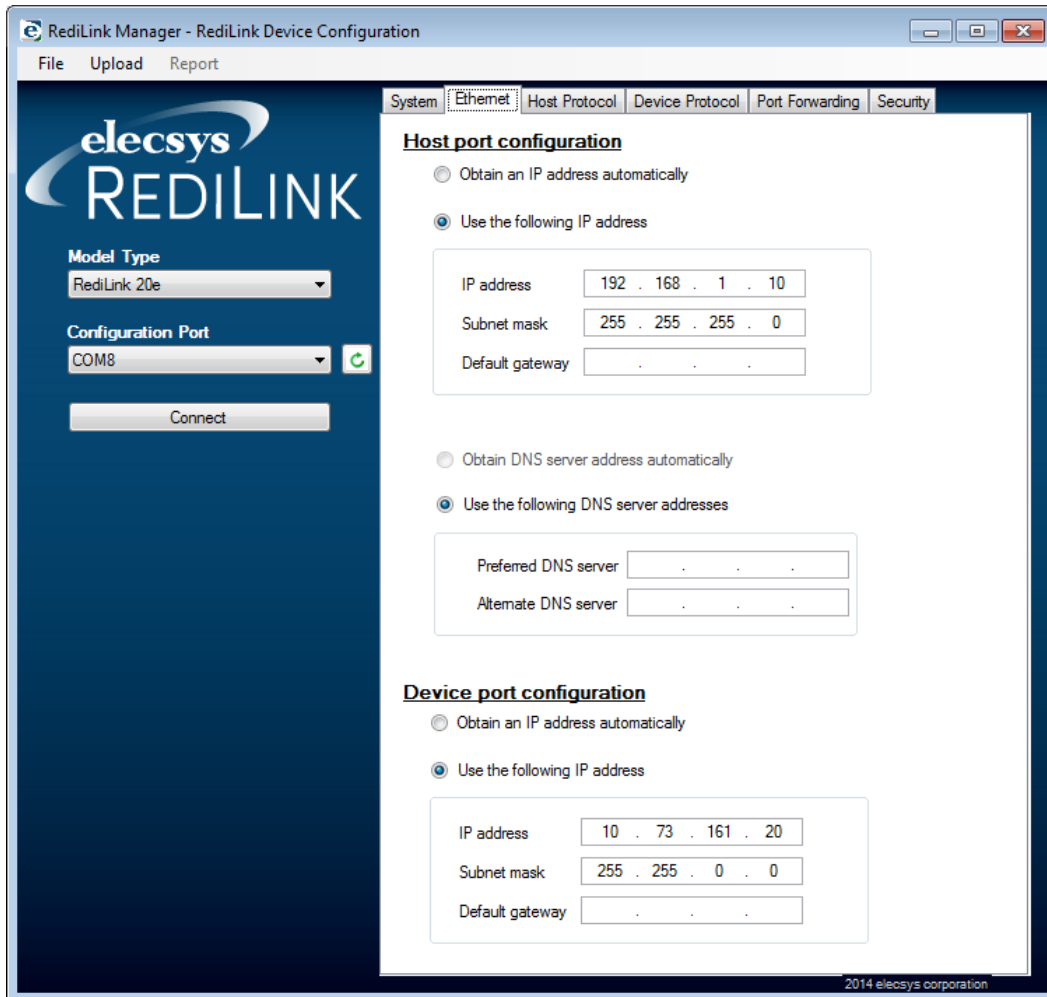 RediLink Manager - RediLink Device Configuration
File Upload Report
System Ethernet Host Protocol Device Protocol Port Forwarding Security
elecsys
REDILINK
Model Type
RediLink 20e
Configuration Port
COM8
Connect
Host port configuration
Obtain an IP address automatically
Use the following IP address
IP address 192 . 168 . 1 . 10
Subnet mask 255 . 255 . 255 . 0
Default gateway . . .
Obtain DNS server address automatically
Use the following DNS server addresses
Preferred DNS server . . .
Alternate DNS server . . .
Device port configuration
Obtain an IP address automatically
Use the following IP address
IP address 10 . 73 . 161 . 20
Subnet mask 255 . 255 . 0 . 0
Default gateway . . .
2014 elecsys corporation